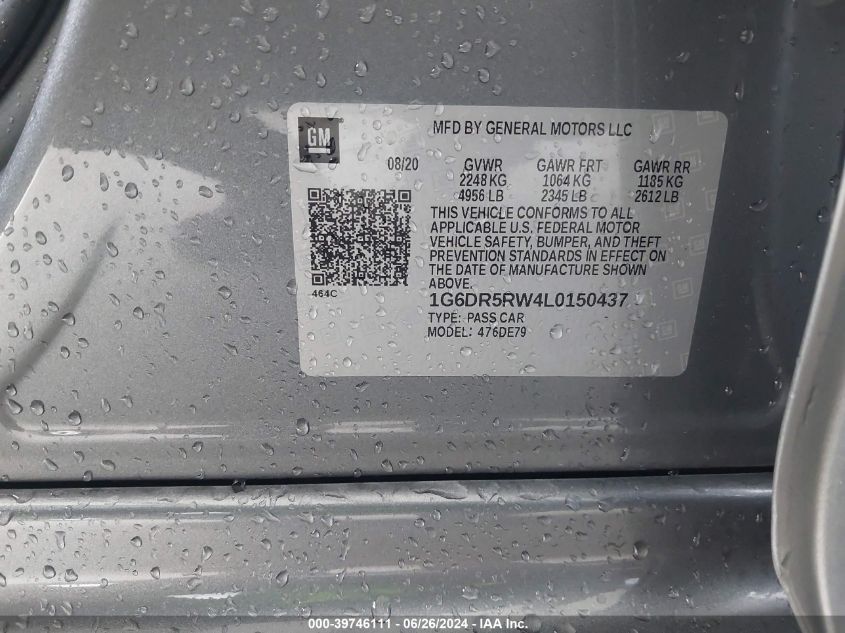 GM
MFD BY GENERAL MOTORS LLC
08/20 GVWR GAWR FRT GAWR RR
2248 KG 1064 KG 1185 KG
4956 LB 2345 LB 2612 LB
THIS VEHICLE CONFORMS TO ALL
APPLICABLE U.S. FEDERAL MOTOR
VEHICLE SAFETY, BUMPER, AND THEFT
PREVENTION STANDARDS IN EFFECT ON
THE DATE OF MANUFACTURE SHOWN
ABOVE.
464C
1G6DR5RW4L0150437
TYPE: PASS CAR
MODEL: 476DE79
000-39746111 / 06/26/2024 / IAA Inc.